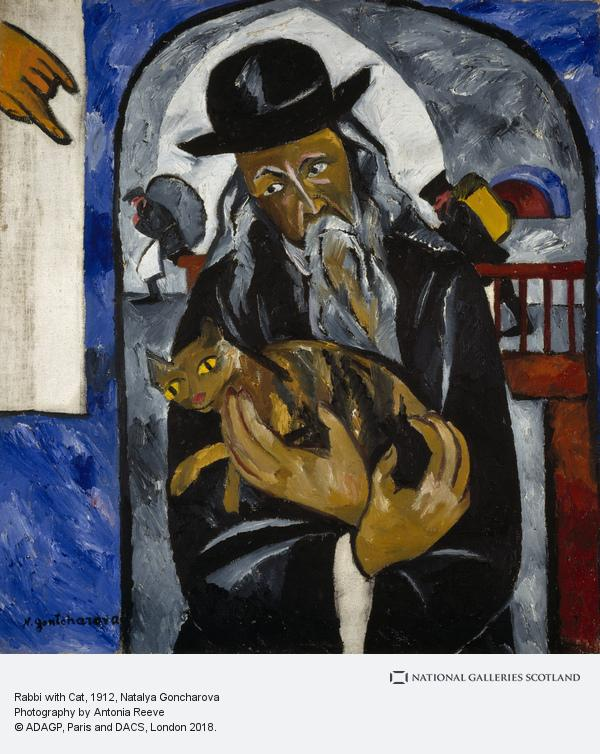 N. Gontcharova
NATIONAL GALLERIES SCOTLAND
Rabbi with Cat, 1912, Natalya Goncharova
Photography by Antonia Reeve
© ADAGP, Paris and DACS, London 2018.